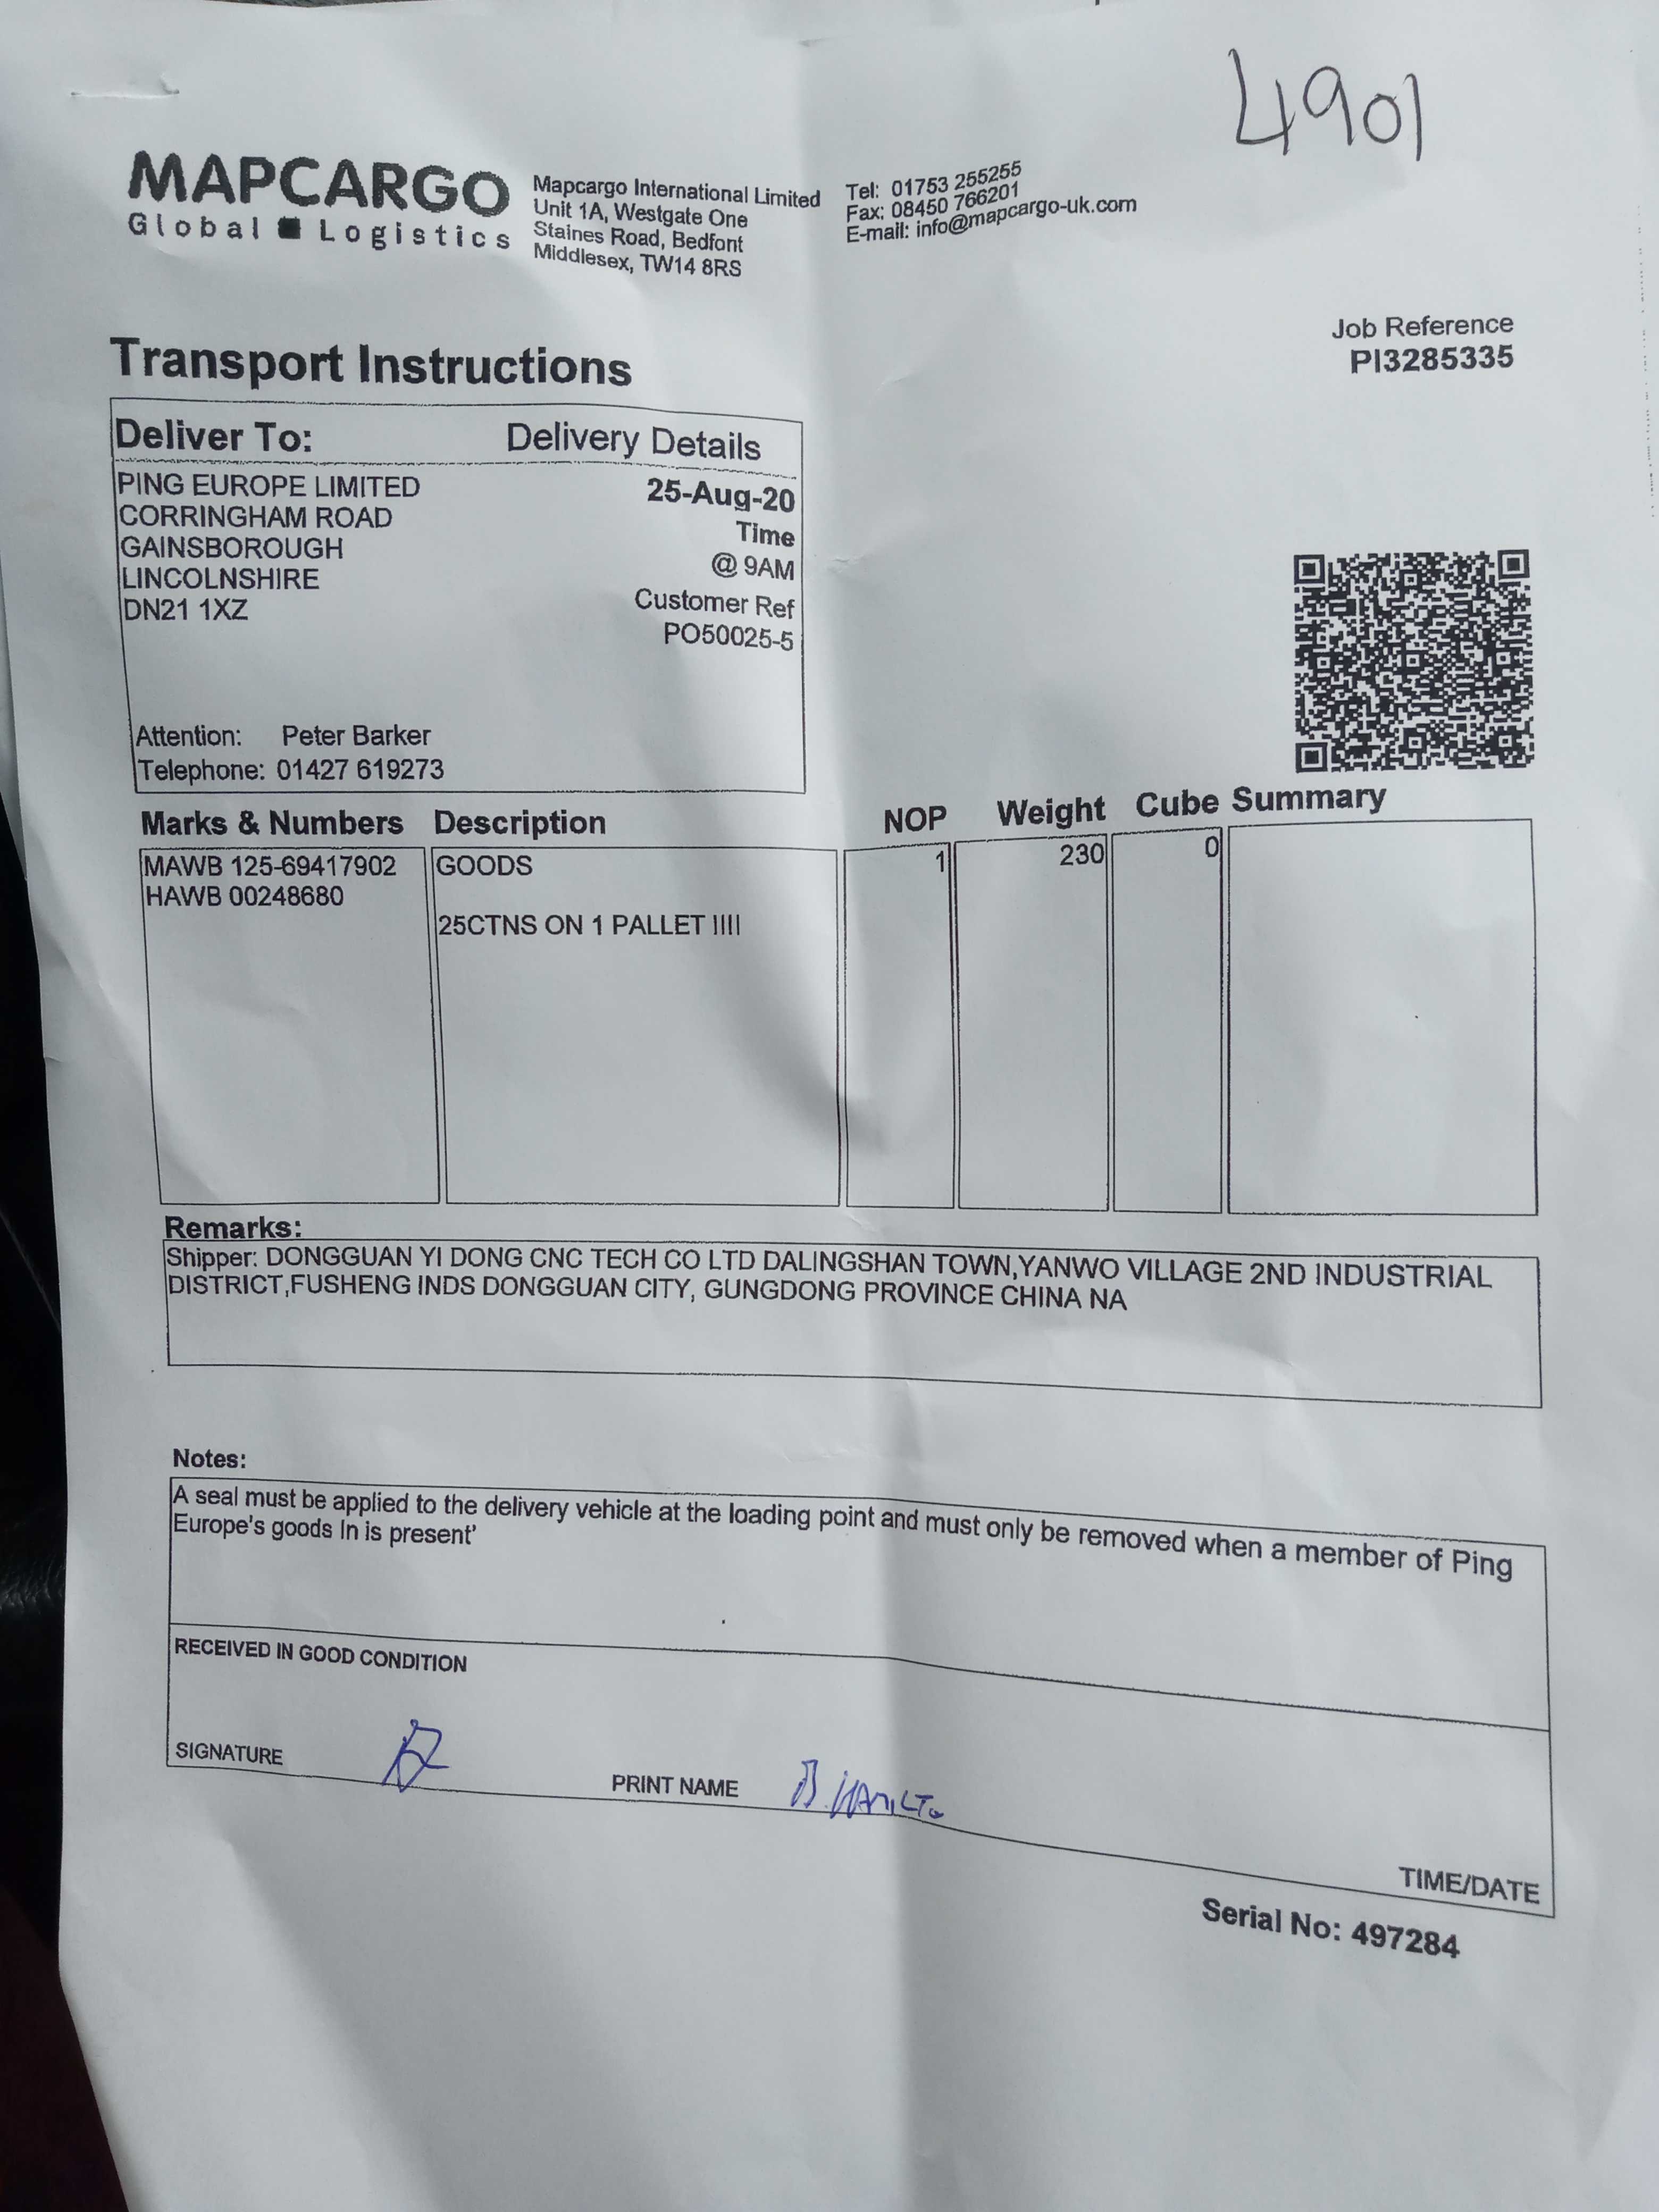 4901
MAPCARGO
Global Logistics
Mapcargo International Limited
Unit 1A, Westgate One
Staines Road, Bedfont
Middlesex, TW14 8RS
Tel: 01753 255255
Fax: 08450 766201
E-mail: info@mapcargo-uk.com
Job Reference
PI3285335
Transport Instructions
Deliver To: Delivery Details
PING EUROPE LIMITED
CORRINGHAM ROAD
GAINSBOROUGH
LINCOLNSHIRE
DN21 1XZ
25-Aug-20
Time
@ 9AM
Customer Ref
PO50025-5
Attention: Peter Barker
Telephone: 01427 619273
Marks & Numbers Description NOP Weight Cube Summary
MAWB 125-69417902 GOODS 1 230 0
HAWB 00248680
25CTNS ON 1 PALLET !!!!
Remarks:
Shipper: DONGGUAN YI DONG CNC TECH CO LTD DALINGSHAN TOWN,YANWO VILLAGE 2ND INDUSTRIAL
DISTRICT,FUSHENG INDS DONGGUAN CITY, GUNGDONG PROVINCE CHINA NA
Notes:
A seal must be applied to the delivery vehicle at the loading point and must only be removed when a member of Ping
Europe's goods In is present'
RECEIVED IN GOOD CONDITION
SIGNATURE
PRINT NAME
TIME/DATE
Serial No: 497284